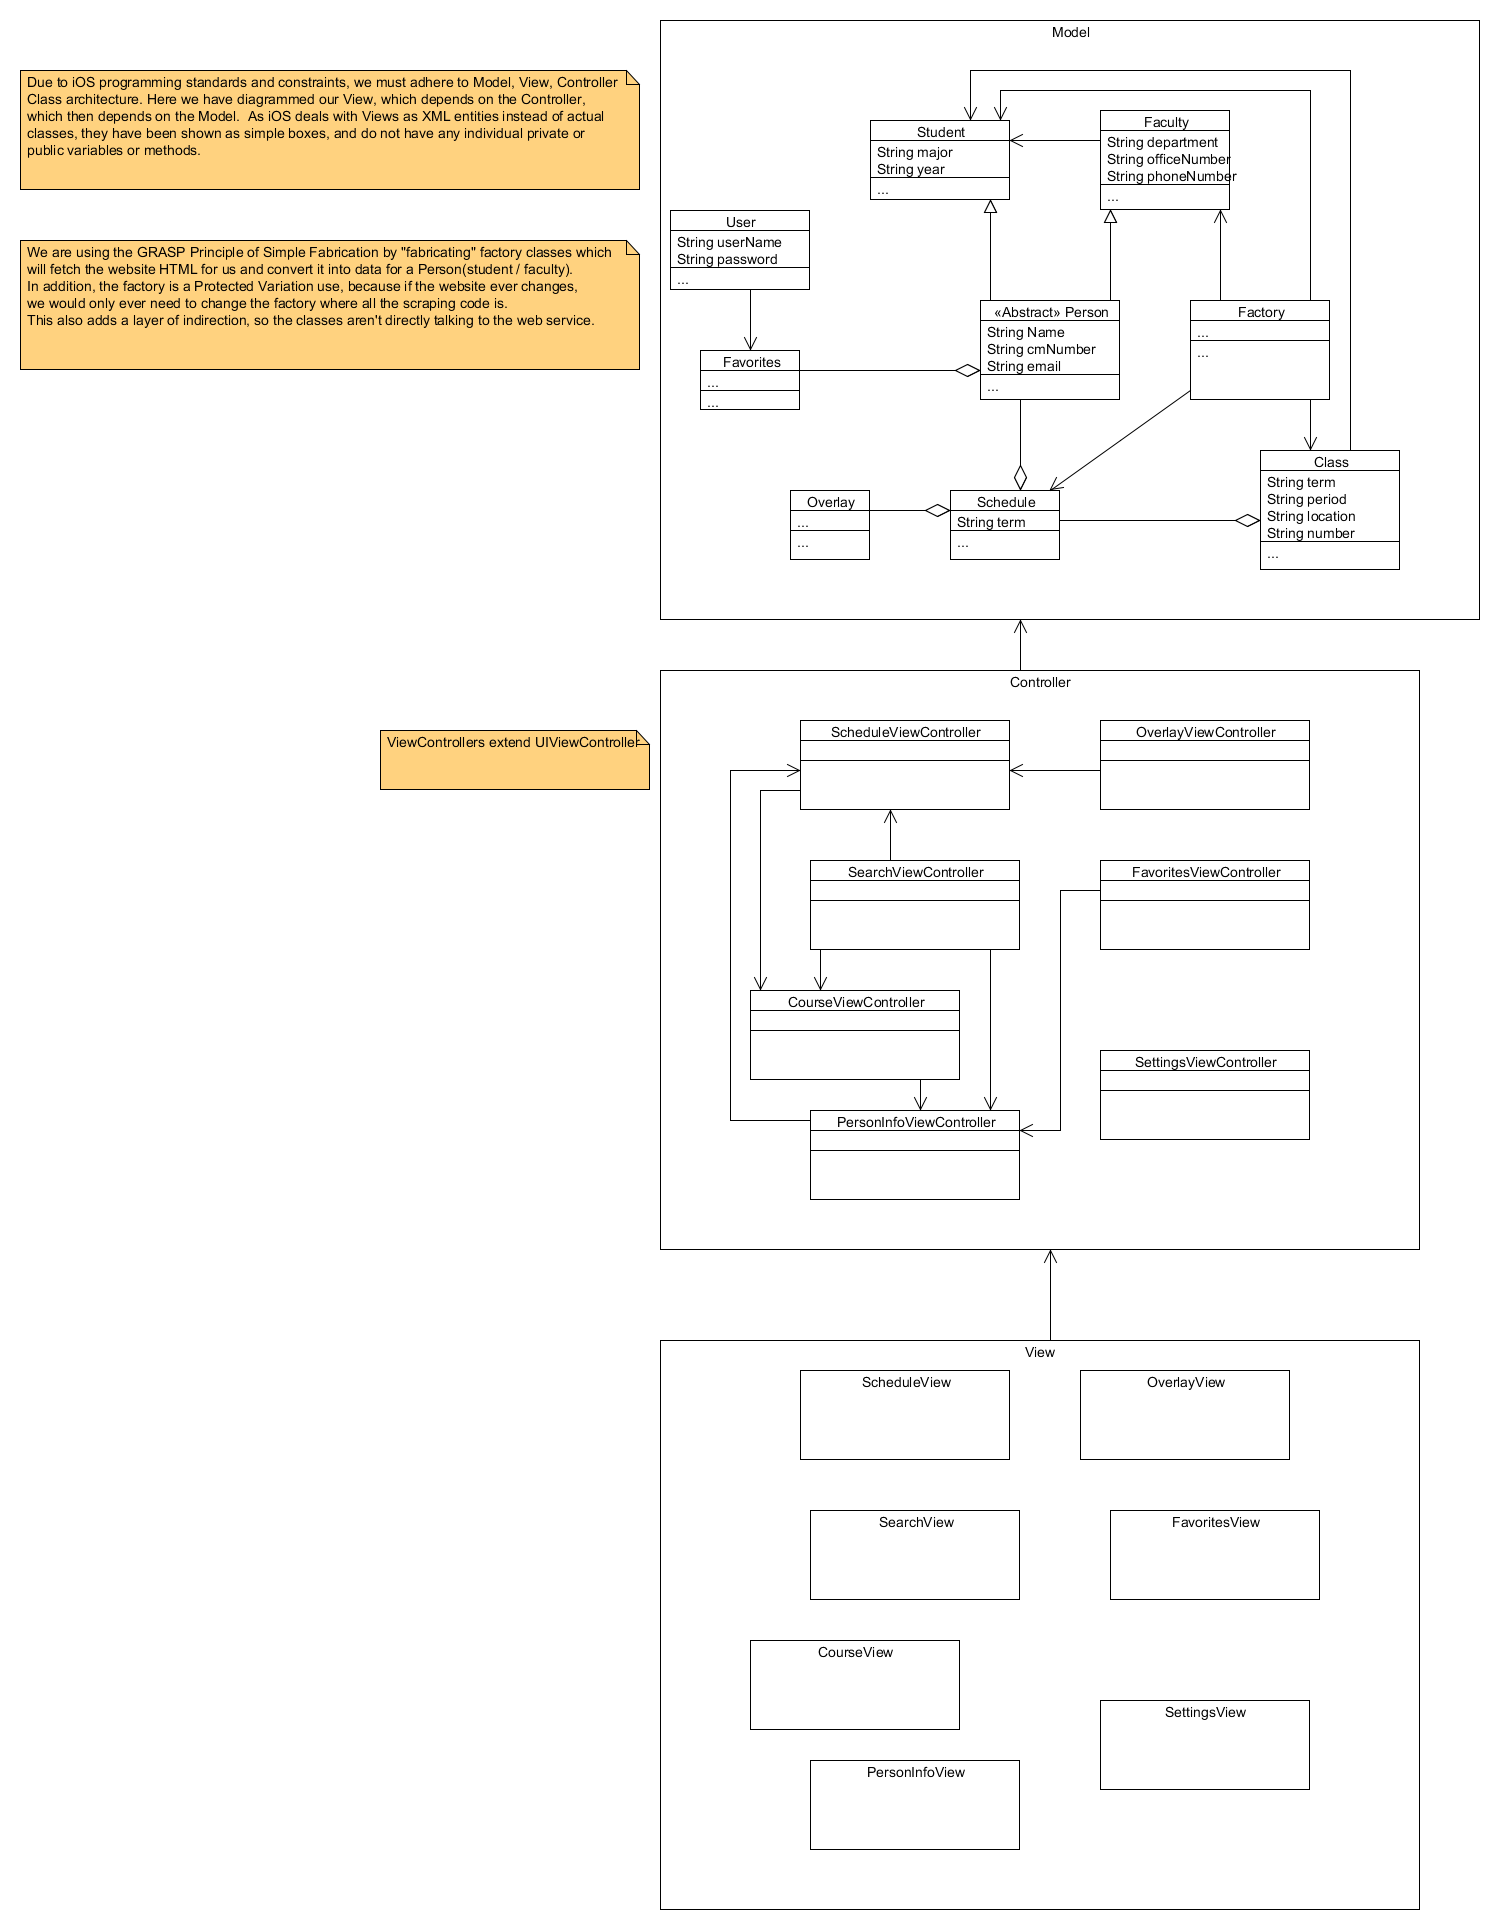 Model
Due to iOS programming standards and constraints, we must adhere to Model, View, Controller
Class architecture. Here we have diagrammed our View, which depends on the Controller,
which then depends on the Model.  As iOS deals with Views as XML entities instead of actual
classes, they have been shown as simple boxes, and do not have any individual private or
public variables or methods.
We are using the GRASP Principle of Simple Fabrication by "fabricating" factory classes which
will fetch the website HTML for us and convert it into data for a Person(student / faculty).
In addition, the factory is a Protected Variation use, because if the website ever changes,
we would only ever need to change the factory where all the scraping code is.
This also adds a layer of indirection, so the classes aren't directly talking to the web service.
Student
String major
String year
...
Faculty
String department
String officeNumber
String phoneNumber
...
User
String userName
String password
...
«Abstract» Person
String Name
String cmNumber
String email
...
Factory
...
...
Favorites
...
...
Class
String term
String period
String location
String number
...
Overlay
...
...
Schedule
String term
...
Controller
ViewControllers extend UIViewController
ScheduleViewController
OverlayViewController
SearchViewController
FavoritesViewController
CourseViewController
SettingsViewController
PersonInfoViewController
View
ScheduleView
OverlayView
SearchView
FavoritesView
CourseView
SettingsView
PersonInfoView